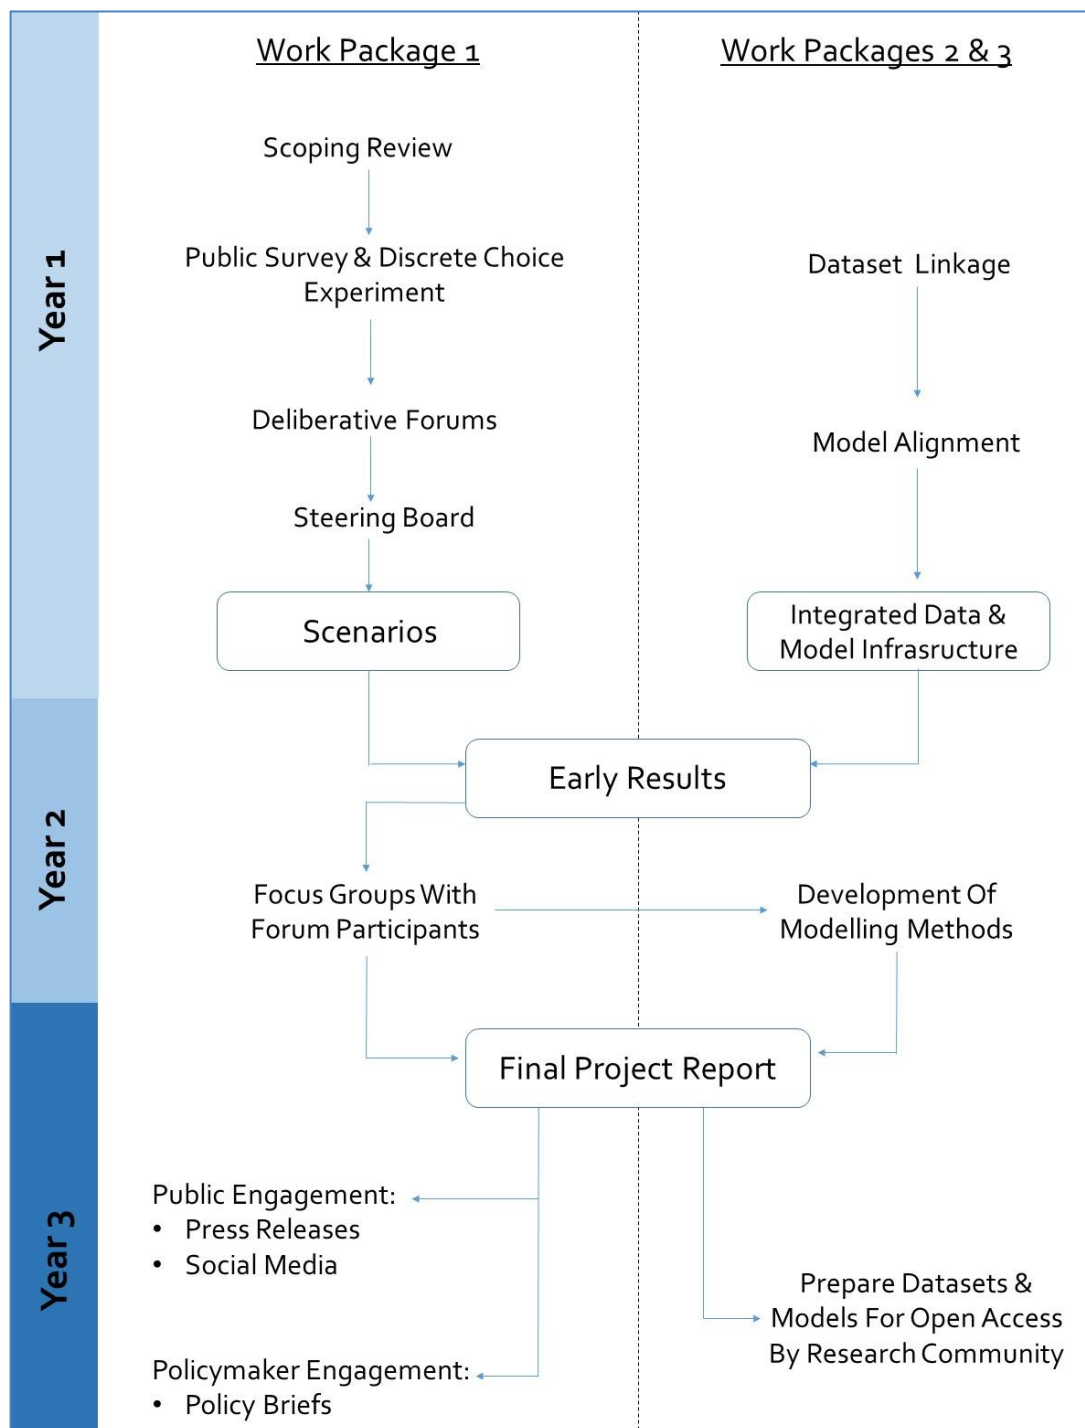 Work Package 1
Work Packages 2 & 3
Year 1
Scoping Review
Public Survey & Discrete Choice
Experiment
Dataset Linkage
Deliberative Forums
Model Alignment
Steering Board
Scenarios
Integrated Data &
Model Infrasructure
Year 2
Early Results
Focus Groups With
Forum Participants
Development Of
Modelling Methods
Year 3
Final Project Report
Public Engagement:
• Press Releases
• Social Media
Prepare Datasets &
Models For Open Access
By Research Community
Policymaker Engagement:
• Policy Briefs